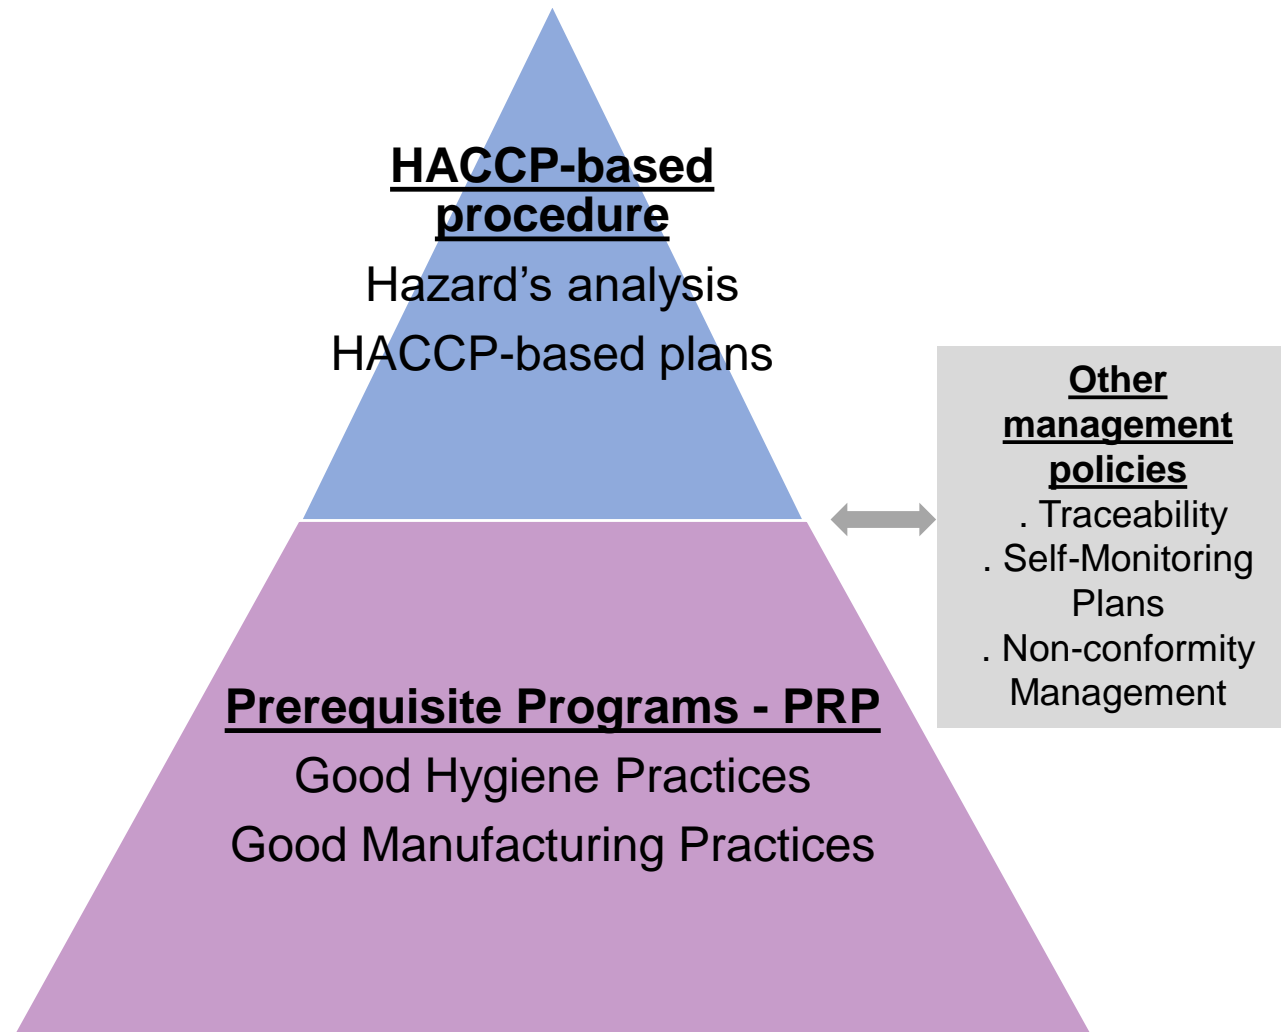 HACCP-based
procedure
Hazard’s analysis
HACCP-based plans
Other
management
policies
. Traceability
. Self-Monitoring
Plans
. Non-conformity
Management
Prerequisite Programs - PRP
Good Hygiene Practices
Good Manufacturing Practices